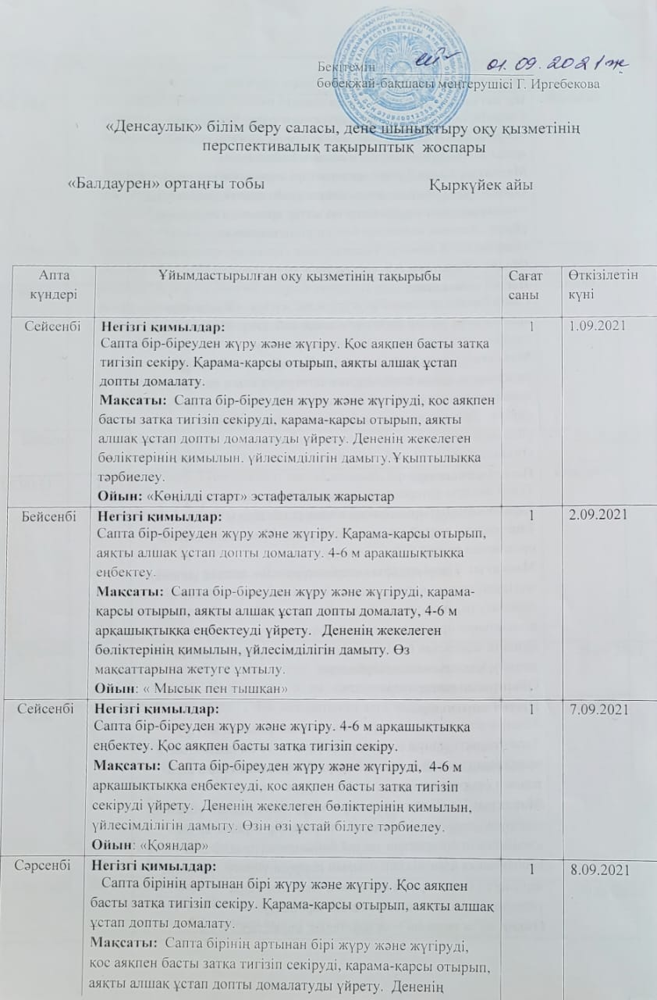 Бекітемін 01.09.2021ж
бөбекжай-бақшасы меңгерушісі Г. Иргебекова
«Денсаулық» білім беру саласы, дене шынықтыру оқу қызметінің
перспективалық тақырыптық жоспары
«Балдаурен» ортаңғы тобы Қыркүйек айы
Апта күндері
Ұйымдастырылған оқу қызметінің тақырыбы
Сағат саны
Өткізілетін күні
Сейсенбі
Негізгі қимылдар:
Сапта бір-біреуден жүру және жүгіру. Қос аяқпен басты затқа
тигізіп секіру. Қарама-қарсы отырып, аяқты алшақ ұстап
допты домалату.
Мақсаты: Сапта бір-біреуден жүру және жүгіруді, қос аяқпен
басты затқа тигізіп секіруді, қарама-қарсы отырып, аяқты
алшақ ұстап допты домалатуды үйрету. Дененің жекелеген
бөліктерінің қимылын, үйлесімділігін дамыту.Ұқыптылыққа
тәрбиелеу.
Ойын: «Көңілді старт» эстафеталық жарыстар
1
1.09.2021
Бейсенбі
Негізгі қимылдар:
Сапта бір-біреуден жүру және жүгіру. Қарама-қарсы отырып,
аяқты алшақ ұстап допты домалату. 4-6 м арақашықтыққа
еңбектеу.
Мақсаты: Сапта бір-біреуден жүру және жүгіруді, қарама-
қарсы отырып, аяқты алшақ ұстап допты домалату, 4-6 м
арқашықтыққа еңбектеуді үйрету. Дененің жекелеген
бөліктерінің қимылын, үйлесімділігін дамыту. Өз
мақсаттарына жетуге ұмтылу.
Ойын: « Мысық пен тышқан»
1
2.09.2021
Сейсенбі
Негізгі қимылдар:
Сапта бір-біреуден жүру және жүгіру. 4-6 м арқашықтыққа
еңбектеу. Қос аяқпен басты затқа тигізіп секіру.
Мақсаты: Сапта бір-біреуден жүру және жүгіруді, 4-6 м
арқашықтыққа еңбектеуді, қос аяқпен басты затқа тигізіп
секіруді үйрету. Дененің жекелеген бөліктерінің қимылын,
үйлесімділігін дамыту. Өзін өзі ұстай білуге тәрбиелеу.
Ойын: «Қояндар»
1
7.09.2021
Сәрсенбі
Негізгі қимылдар:
Сапта бірінің артынан бірі жүру және жүгіру. Қос аяқпен
басты затқа тигізіп секіру. Қарама-қарсы отырып, аяқты алшақ
ұстап допты домалату.
Мақсаты: Сапта бірінің артынан бірі жүру және жүгіруді,
қос аяқпен басты затқа тигізіп секіруді, қарама-қарсы отырып,
аяқты алшақ ұстап допты домалатуды үйрету. Дененің
1
8.09.2021